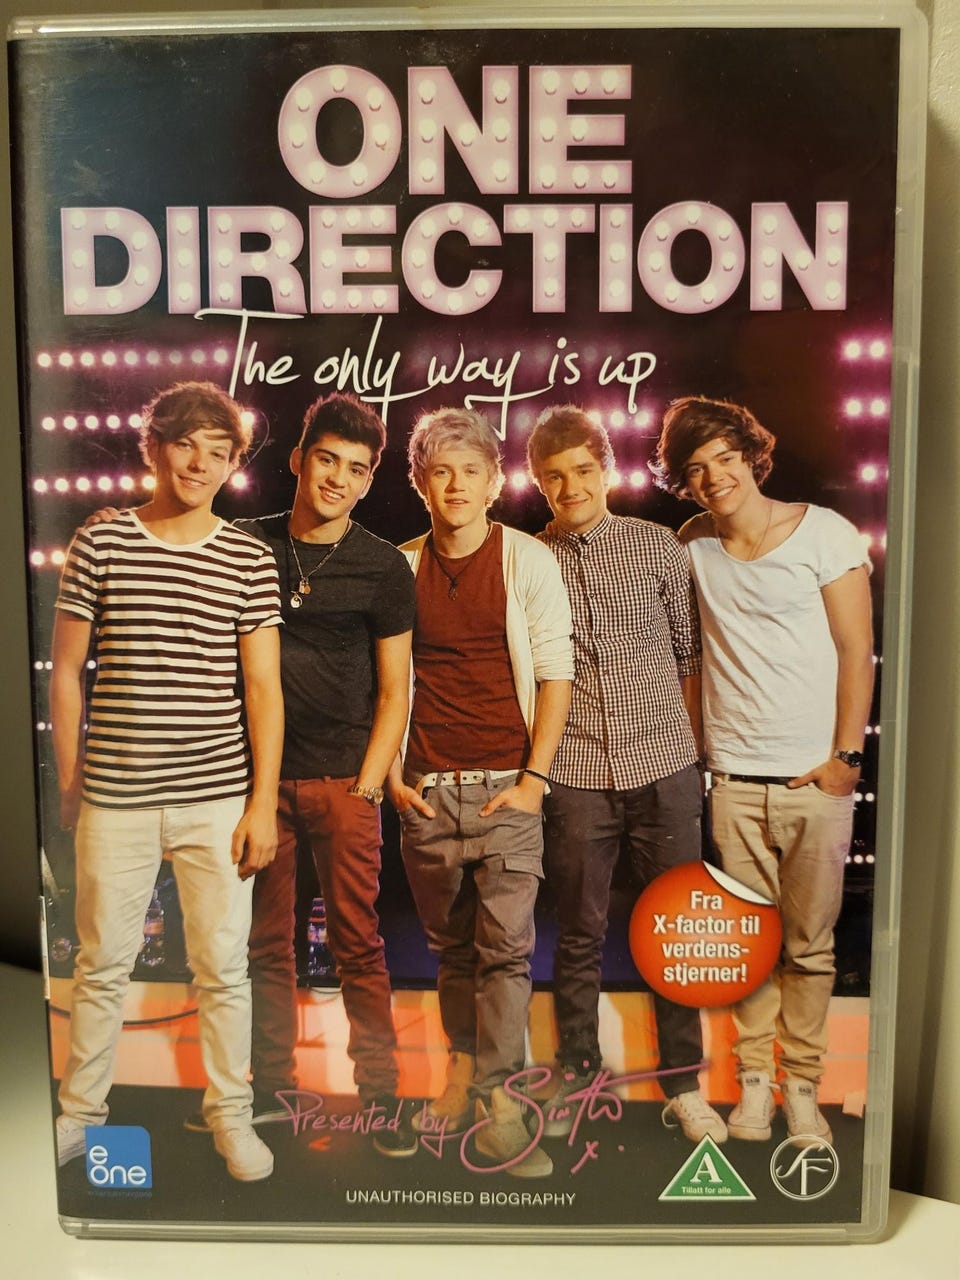 ONE
DIRECTION
The only way is up
Fra
X-factor til
verdens-
stjerner!
Presented by
e
one
UNAUTHORISED BIOGRAPHY
A
Tillatt for alle
SF